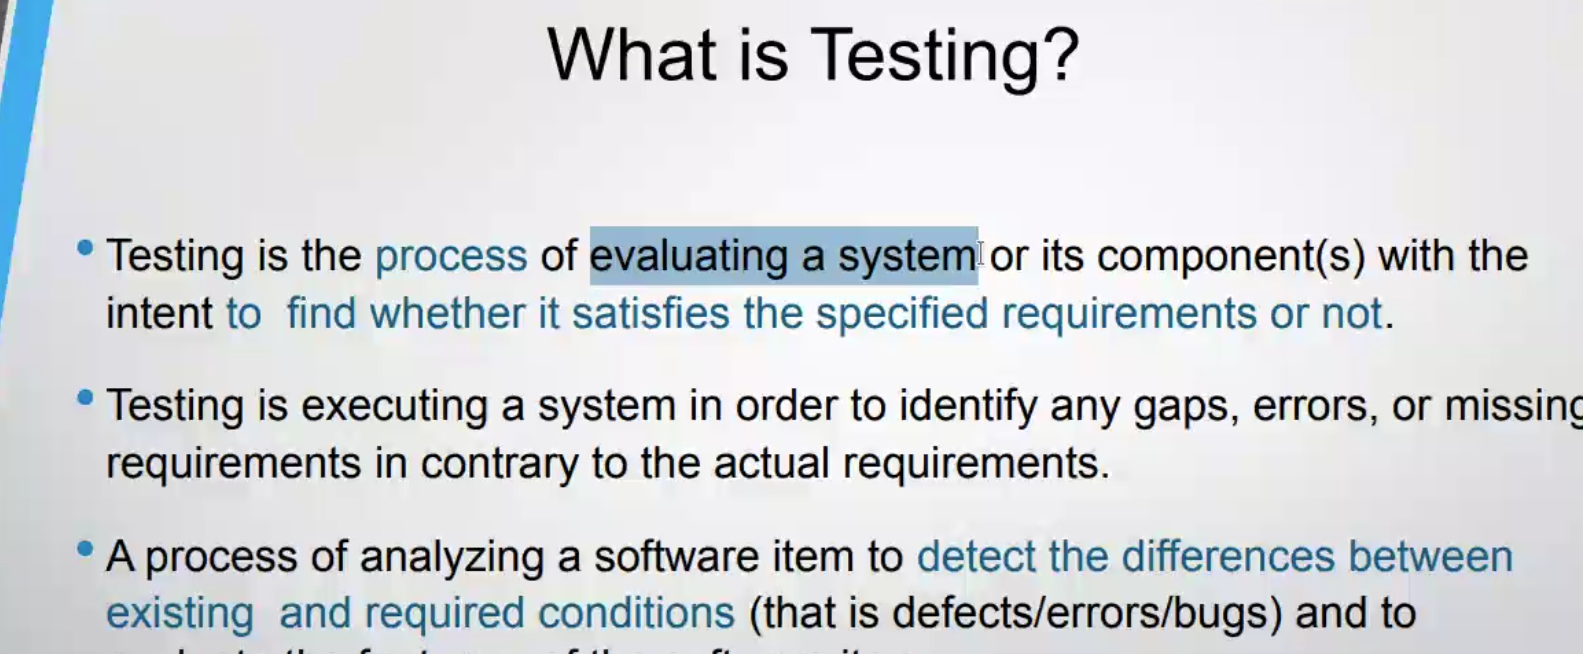 What is Testing?
• Testing is the process of evaluating a system or its component(s) with the
intent to find whether it satisfies the specified requirements or not.
• Testing is executing a system in order to identify any gaps, errors, or missing
requirements in contrary to the actual requirements.
• A process of analyzing a software item to detect the differences between
existing and required conditions (that is defects/errors/bugs) and to